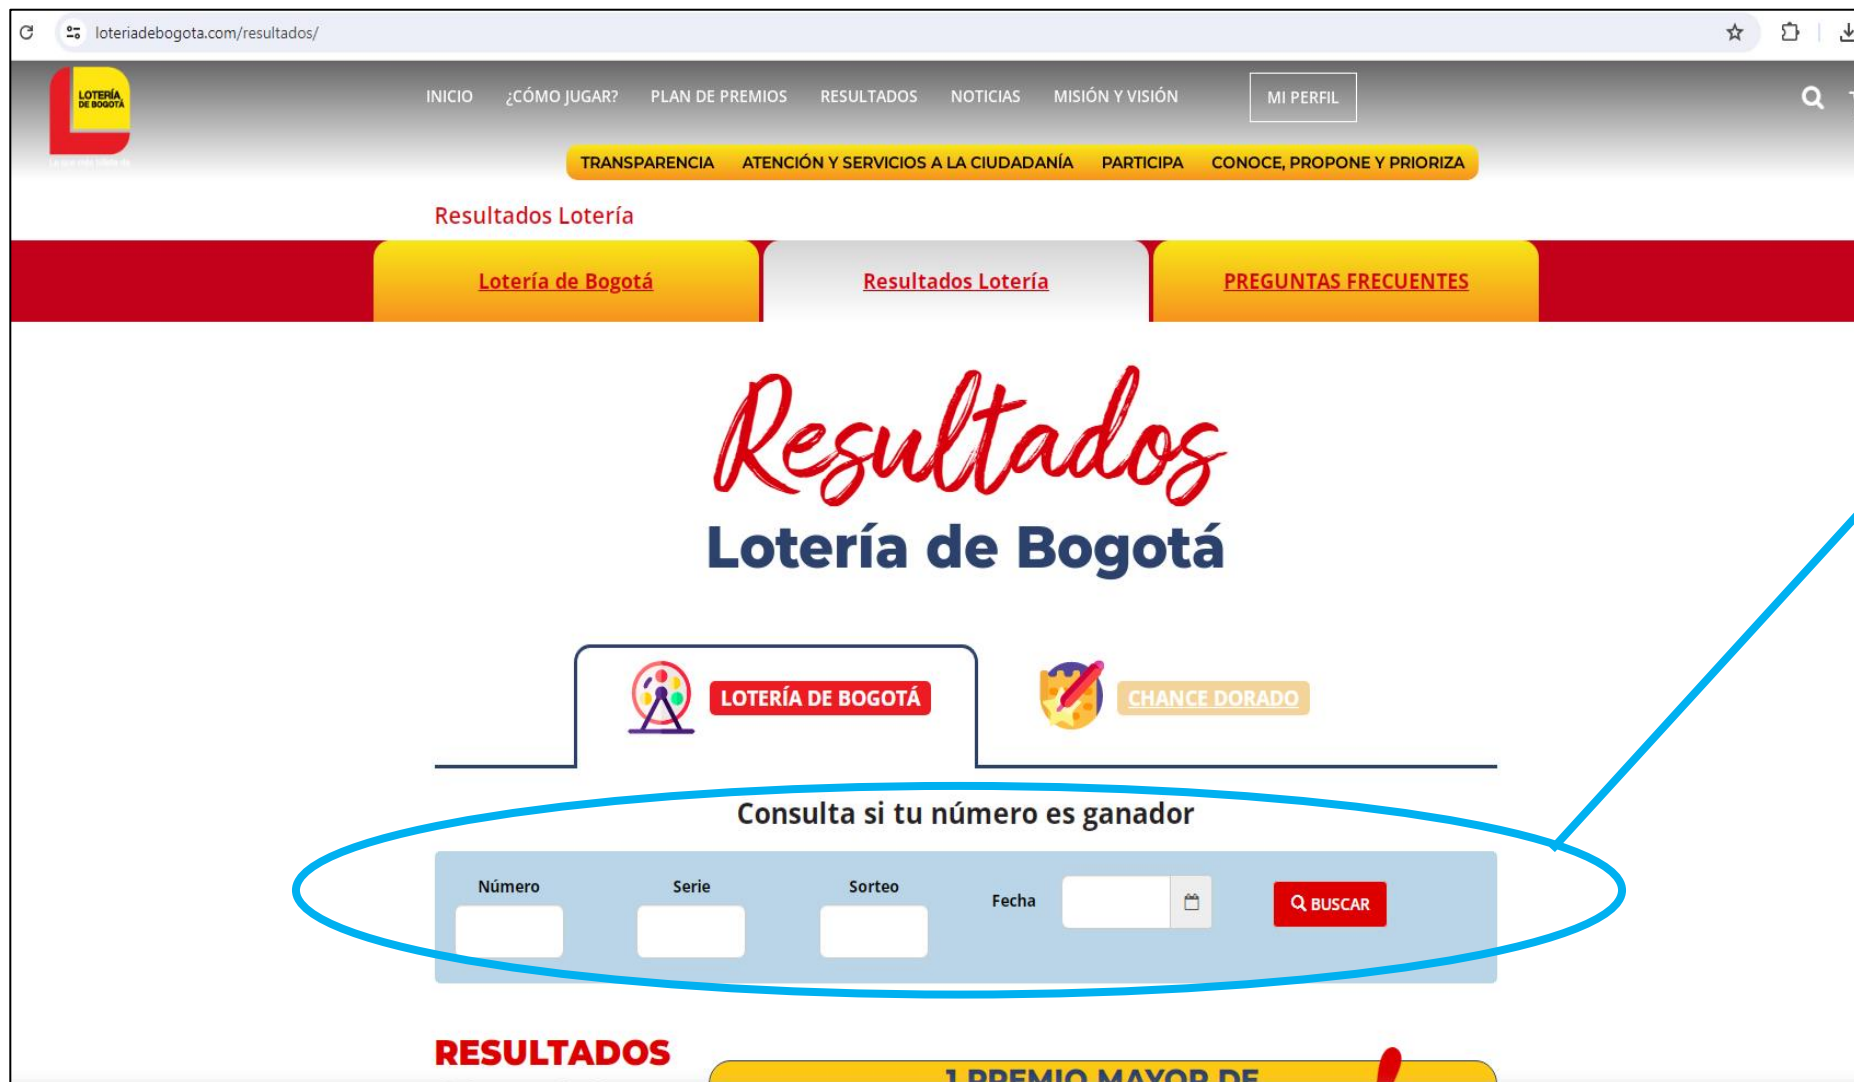 loteriadebogota.com/resultados/
LOTERÍA
DE BOGOTÁ
INICIO ¿CÓMO JUGAR? PLAN DE PREMIOS RESULTADOS NOTICIAS MISIÓN Y VISIÓN MI PERFIL
TRANSPARENCIA ATENCIÓN Y SERVICIOS A LA CIUDADANÍA PARTICIPA CONOCE, PROPONE Y PRIORIZA
Resultados Lotería
Lotería de Bogotá Resultados Lotería PREGUNTAS FRECUENTES
Resultados
Lotería de Bogotá
LOTERÍA DE BOGOTÁ CHANCE DORADO
Consulta si tu número es ganador
Número Serie Sorteo Fecha BUSCAR
RESULTADOS
1 PREMIO MAYOR DE